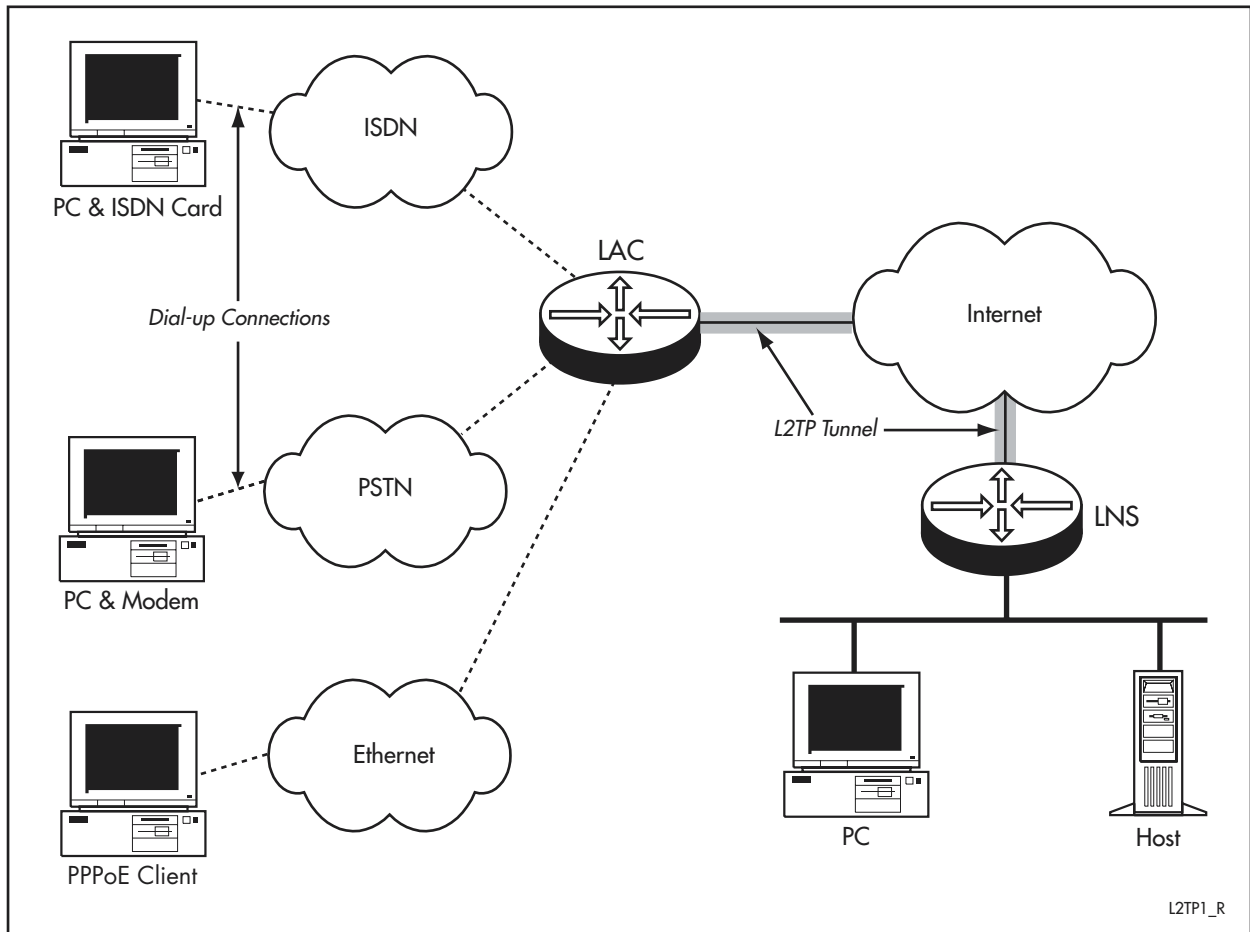 ISDN
PC & ISDN Card
LAC
Dial-up Connections
Internet
L2TP Tunnel
PSTN
LNS
PC & Modem
Ethernet
PC
Host
PPPoE Client
L2TP1_R